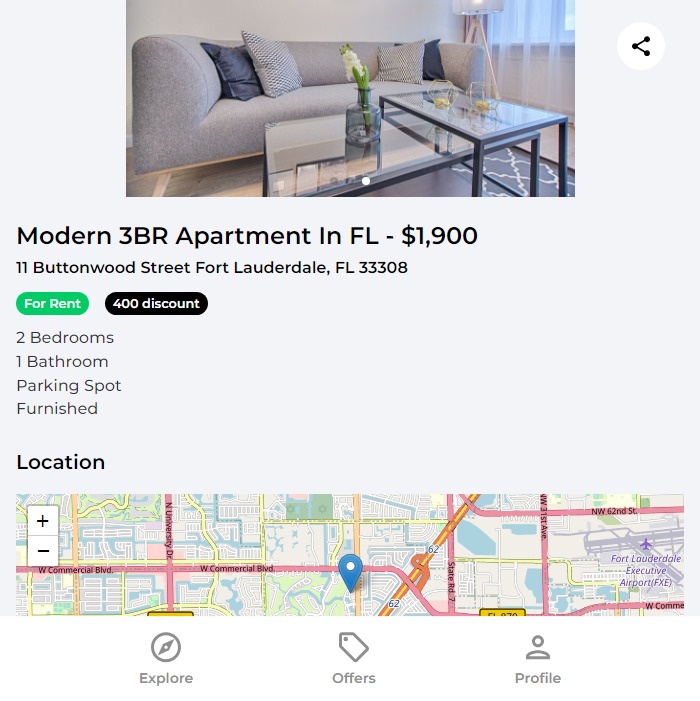 Modern 3BR Apartment In FL - $1,900
11 Buttonwood Street Fort Lauderdale, FL 33308
For Rent
400 discount
2 Bedrooms
1 Bathroom
Parking Spot
Furnished
Location
+
−
N University Dr.
W Commercial Blvd.
W Commercial Blvd.
62
62
State Rd. 7
NW 31st Ave.
NW 62nd St.
Fort Lauderdale
Executive
Airport(FXE)
W Comme
FL 870
Explore
Offers
Profile